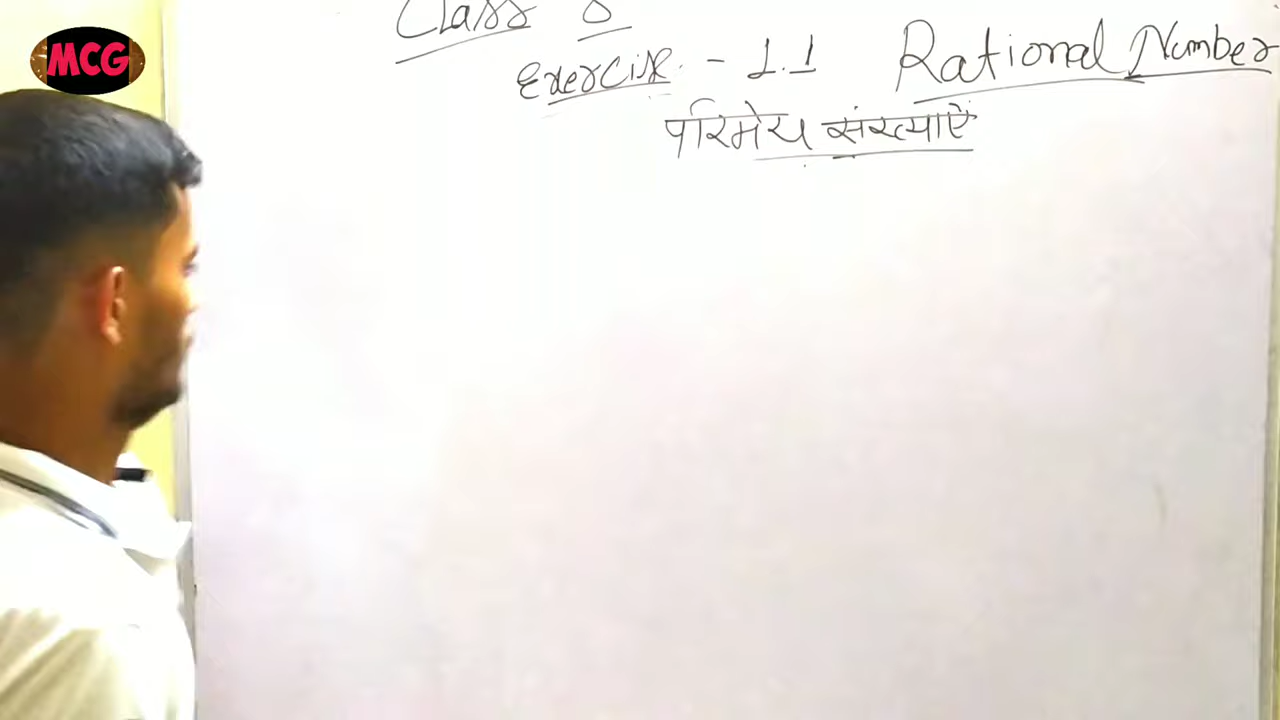 MCG
Class 8
Exercise - 1.1 Rational Number
परिमेय संख्याऐं